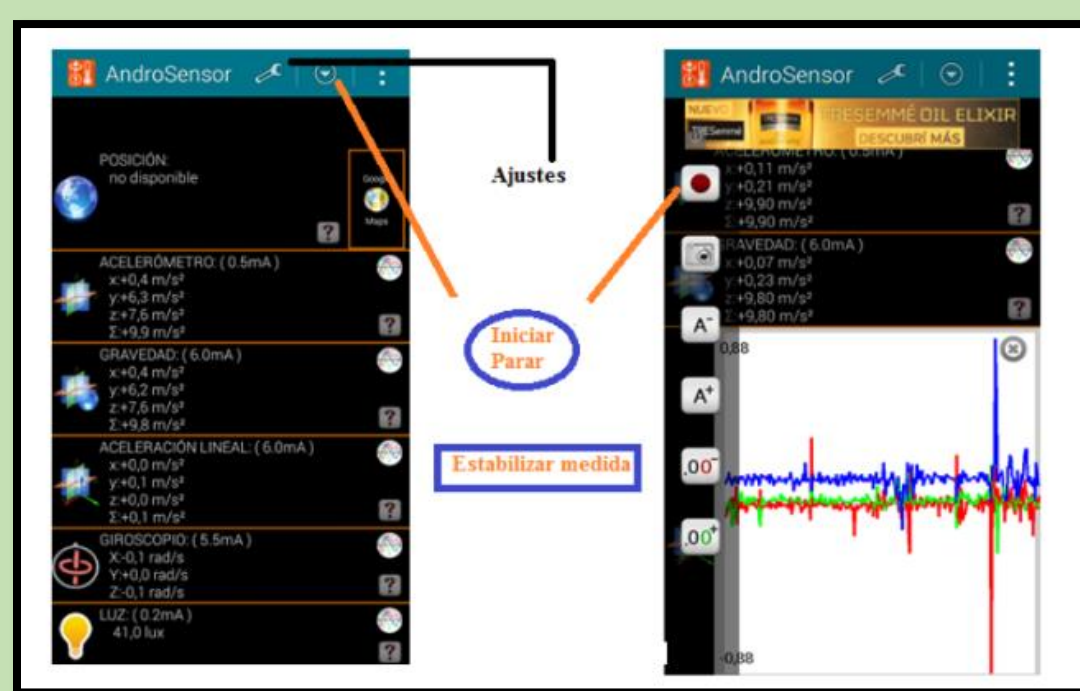 AndroSensor
POSICIÓN:
no disponible
Google
Maps
?
ACELERÓMETRO: ( 0.5mA )
x:+0,4 m/s²
y:+6,3 m/s²
z:+7,6 m/s²
Σ:+9,9 m/s²
?
GRAVEDAD: ( 6.0mA )
x:+0,4 m/s²
y:+6,2 m/s²
z:+7,6 m/s²
Σ:+9,8 m/s²
?
ACELERACIÓN LINEAL: ( 6.0mA )
x:+0,0 m/s²
y:+0,1 m/s²
z:+0,0 m/s²
Σ:+0,1 m/s²
?
GIROSCOPIO: ( 5.5mA )
X:-0,1 rad/s
Y:+0,0 rad/s
Z:-0,1 rad/s
?
LUZ: ( 0.2mA )
41,0 lux
?
Ajustes
Iniciar
Parar
Estabilizar medida
AndroSensor
NUEVO
TRESemmé
TRESEMMÉ OIL ELIXIR
DESCUBRÍ MÁS
ACELERÓMETRO: ( 0.5mA )
x:+0,11 m/s²
y:+0,21 m/s²
z:+9,90 m/s²
Σ:+9,90 m/s²
?
RAVEDAD: ( 6.0mA )
x:+0,07 m/s²
y:+0,23 m/s²
z:+9,80 m/s²
Σ:+9,80 m/s²
?
A-
A+
.00-
.00+
0,88
-0,88